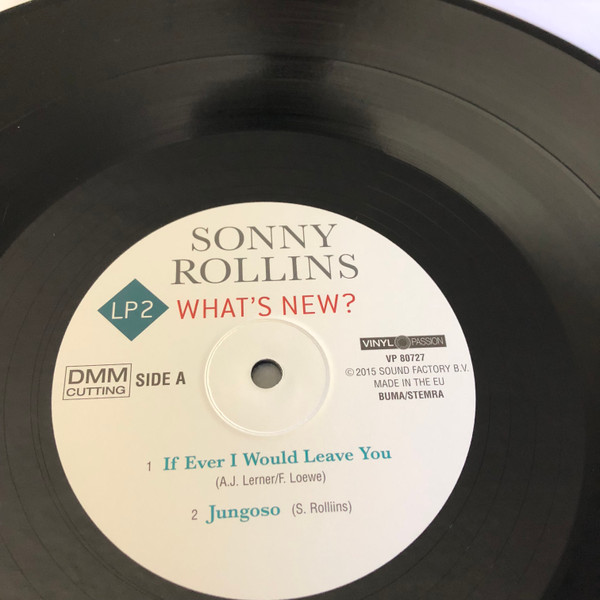 SONNY
ROLLINS
LP2
WHAT'S NEW?
DMM
CUTTING
SIDE A
VINYL PASSION
VP 80727
©2015 SOUND FACTORY B.V.
MADE IN THE EU
BUMA/STEMRA
1 If Ever I Would Leave You
(A.J. Lerner/F. Loewe)
2 Jungoso (S. Rolliins)